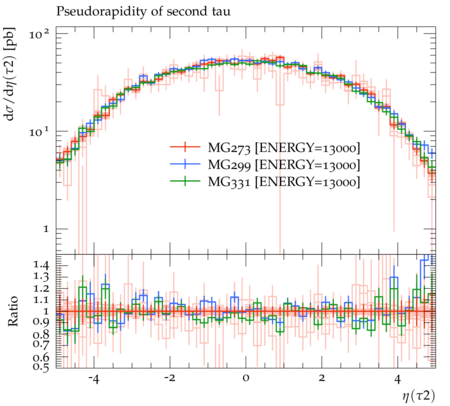 Pseudorapidity of second tau
dσ/dη(τ2) [pb]
10²
10¹
1
MG273 [ENERGY=13000]
MG299 [ENERGY=13000]
MG331 [ENERGY=13000]
Ratio
1.4
1.3
1.2
1.1
1
0.9
0.8
0.7
0.6
0.5
-4 -2 0 2 4
η(τ2)